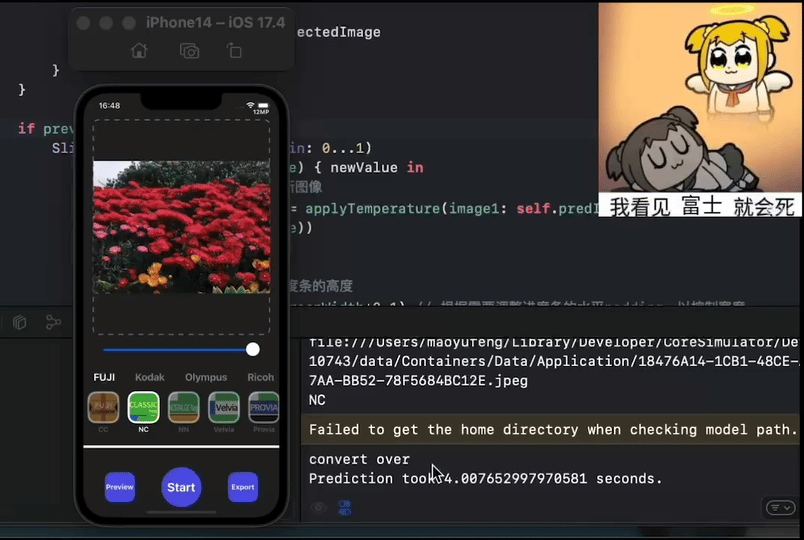 iPhone14 – iOS 17.4
ectedImage
}
}
if prev
Sli
in: 0...1)
e) { newValue in
= applyTemperature(image1: self.predI
e))
度条的高度
16:48
12MP
FUJI Kodak Olympus Ricoh
CC NC NN Velvia Provia
Preview Start Export
我看见 富士 就会死
file:///Users/maoyufeng/Library/Developer/CoreSimulator/De
10743/data/Containers/Data/Application/18476A14-1CB1-48CE-
7AA-BB52-78F5684BC12E.jpeg
NC
Failed to get the home directory when checking model path.
convert over
Prediction took 4.007652997970581 seconds.